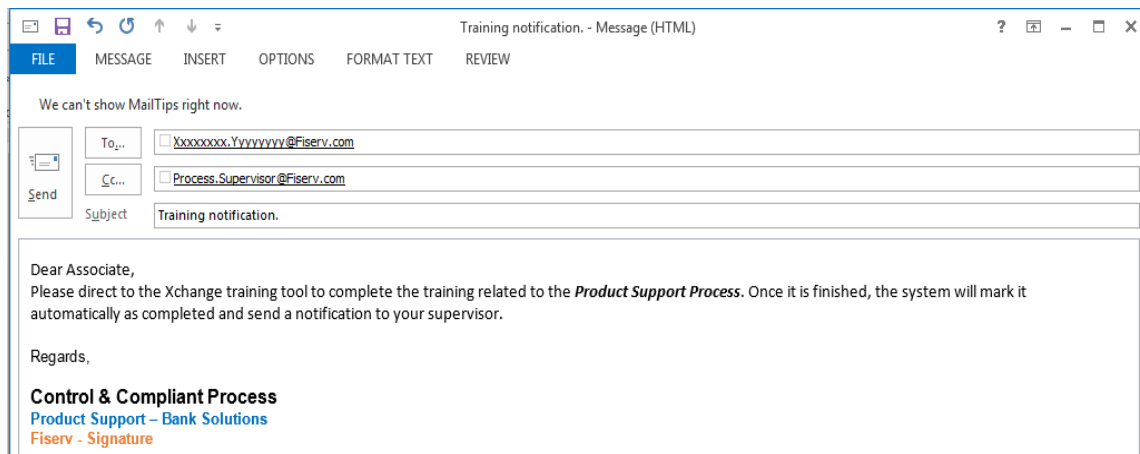 Training notification. - Message (HTML)
?
FILE MESSAGE INSERT OPTIONS FORMAT TEXT REVIEW
We can't show MailTips right now.
Send
To... Xxxxxxxx.Yyyyyyyy@Fiserv.com
Cc... Process.Supervisor@Fiserv.com
Subject Training notification.
Dear Associate,
Please direct to the Xchange training tool to complete the training related to the Product Support Process. Once it is finished, the system will mark it
automatically as completed and send a notification to your supervisor.
Regards,
Control & Compliant Process
Product Support – Bank Solutions
Fiserv - Signature